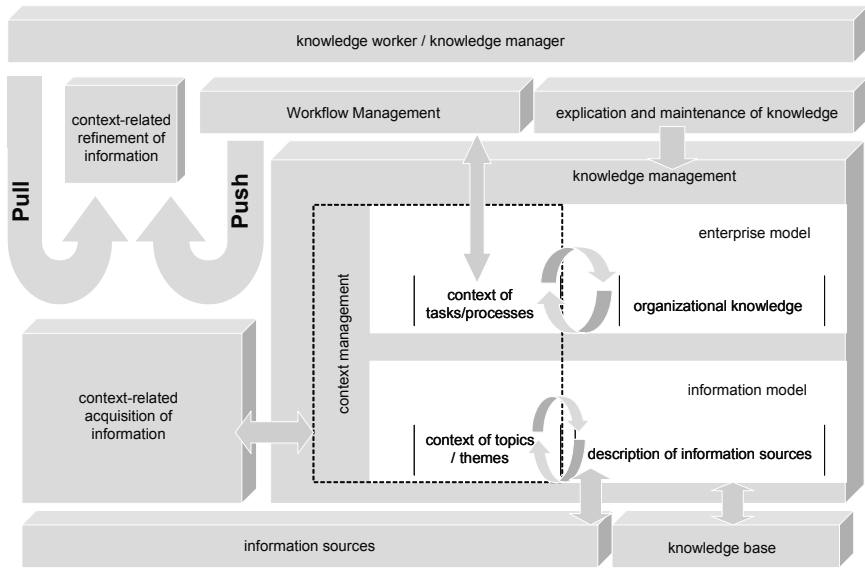 knowledge worker / knowledge manager
context-related
refinement of
information
Workflow Management
explication and maintenance of knowledge
Pull
Push
knowledge management
enterprise model
context management
context of
tasks/processes
organizational knowledge
context-related
acquisition of
information
information model
context of topics
/ themes
description of information sources
information sources
knowledge base